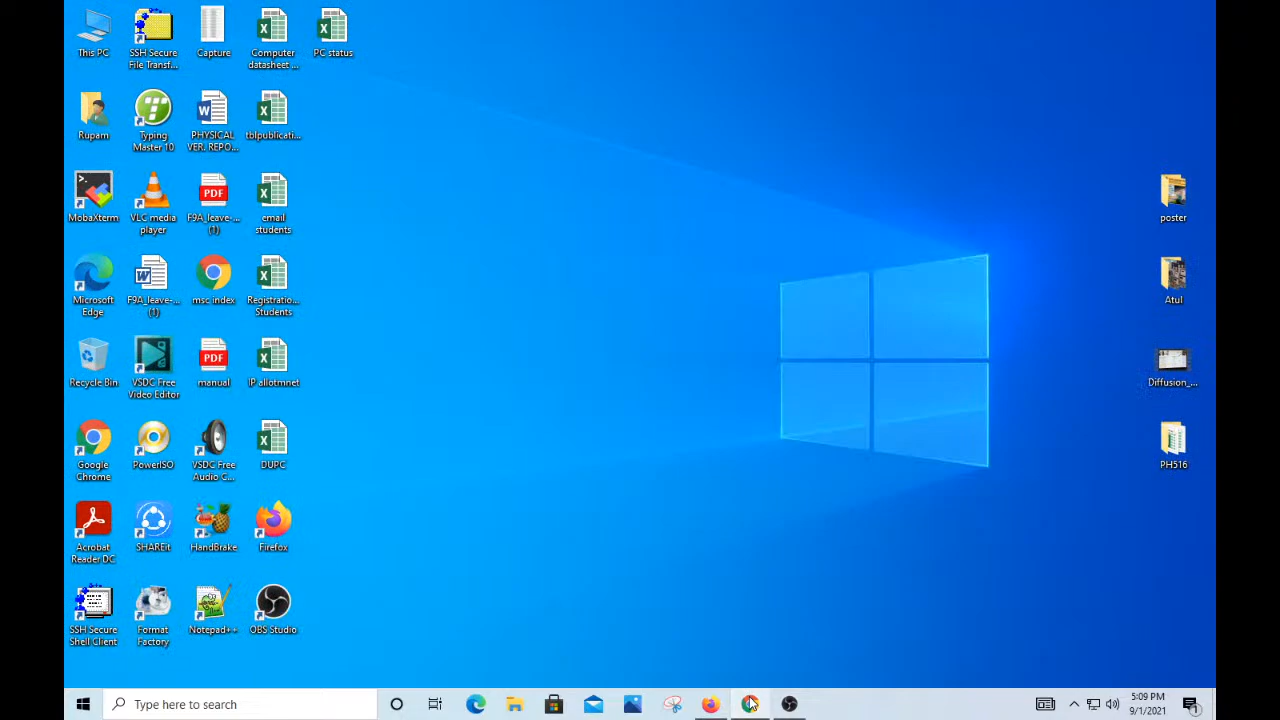 This PC
SSH Secure
File Transf...
Capture
Computer
datasheet ...
PC status
Rupam
Typing
Master 10
PHYSICAL
VER. REPO...
tblpublicati...
MobaXterm
VLC media
player
PDF
F9A_leave-...
(1)
email
students
Microsoft
Edge
F9A_leave-...
(1)
msc index
Registratio...
Students
Recycle Bin
VSDC Free
Video Editor
PDF
manual
IP allotmnet
Google
Chrome
PowerISO
VSDC Free
Audio C...
DUPC
Acrobat
Reader DC
SHAREit
HandBrake
Firefox
SSH Secure
Shell Client
Format
Factory
Notepad++
OBS Studio
poster
Atul
Diffusion_...
PH516
Type here to search
5:09 PM
9/1/2021
1